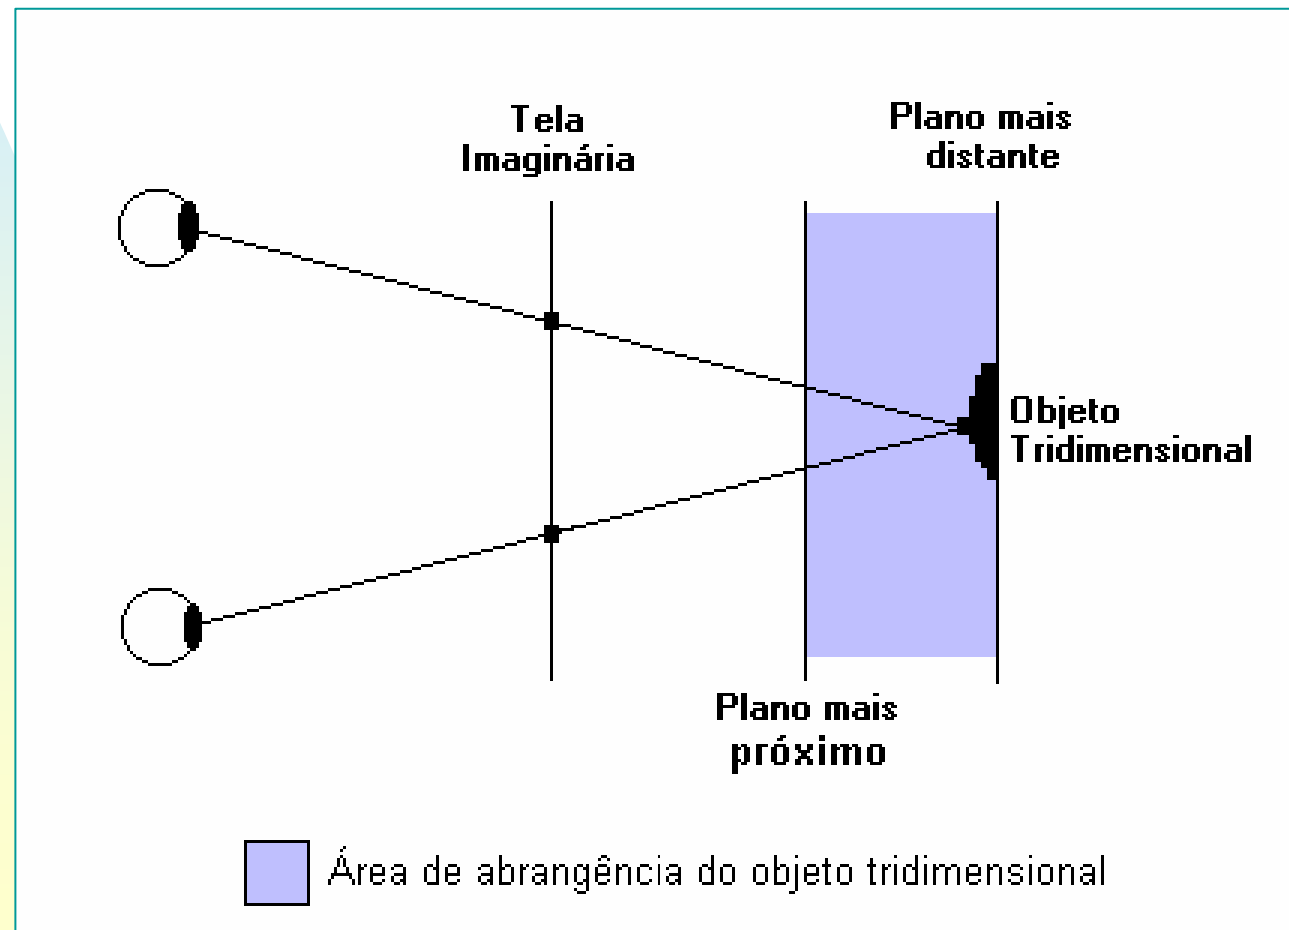 Tela
Imaginária
Plano mais
distante
Objeto
Tridimensional
Plano mais
próximo
Área de abrangência do objeto tridimensional